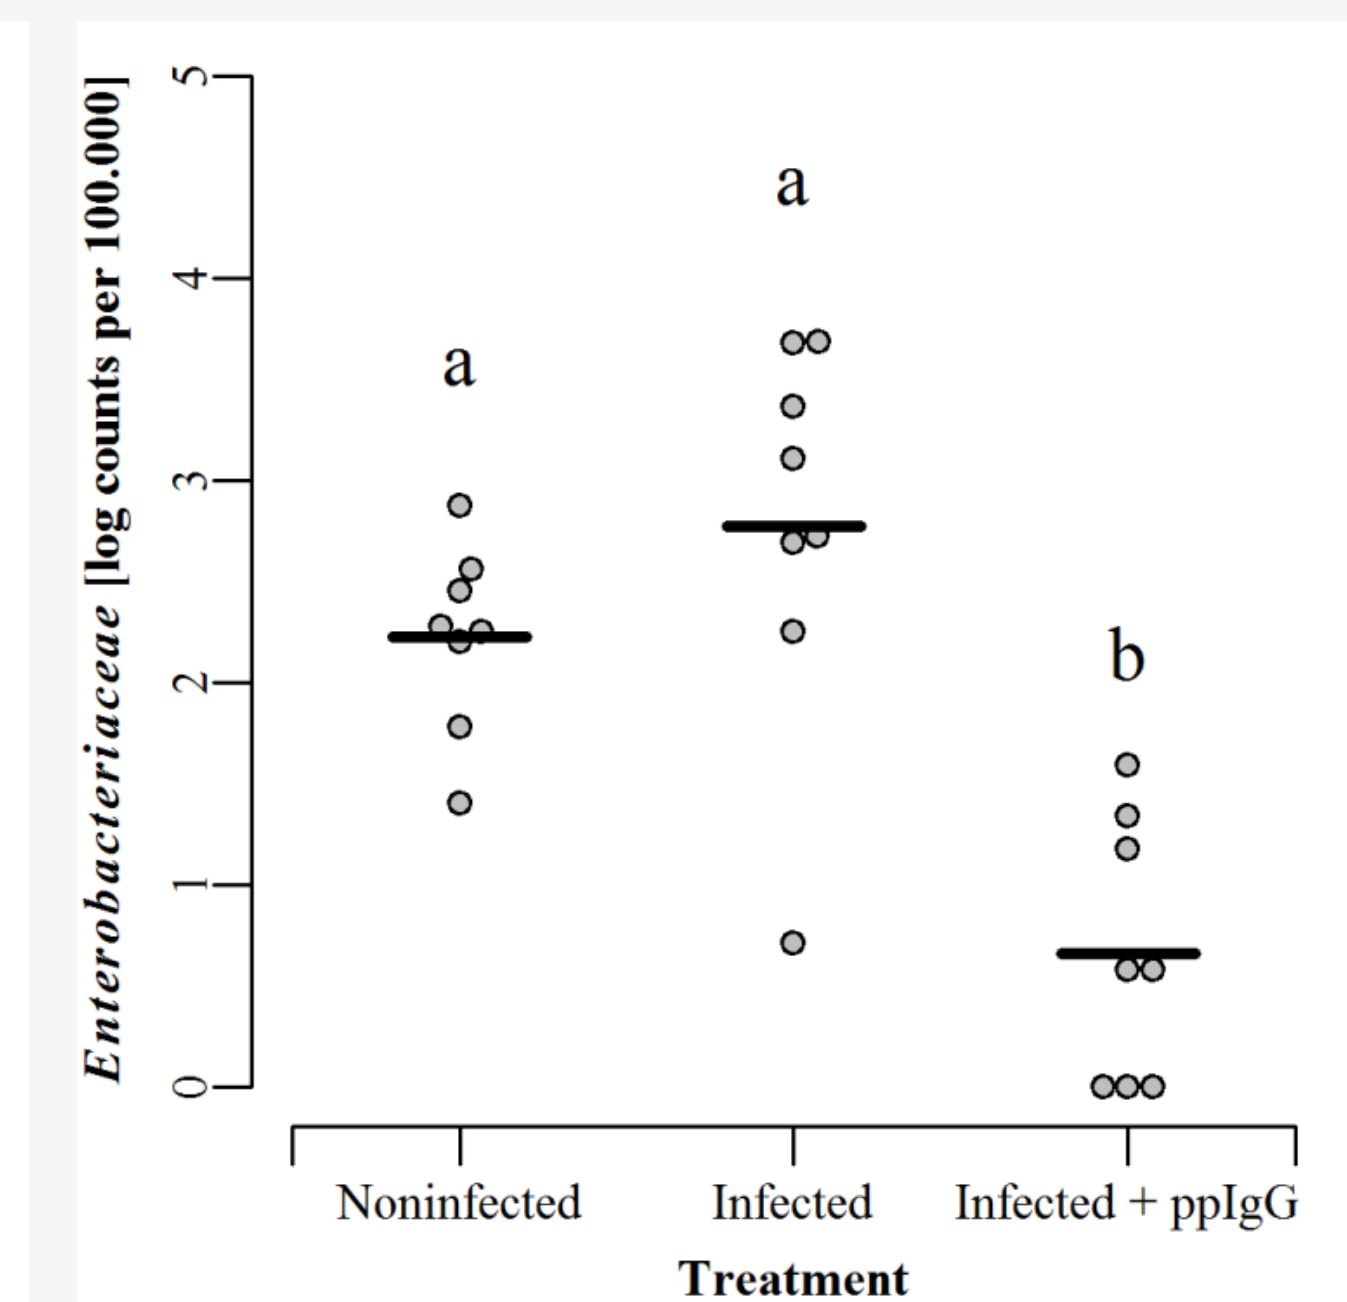 Enterobacteriaceae [log counts per 100.000]
5
4
3
2
1
0
a
a
b
Noninfected
Infected
Infected + ppIgG
Treatment